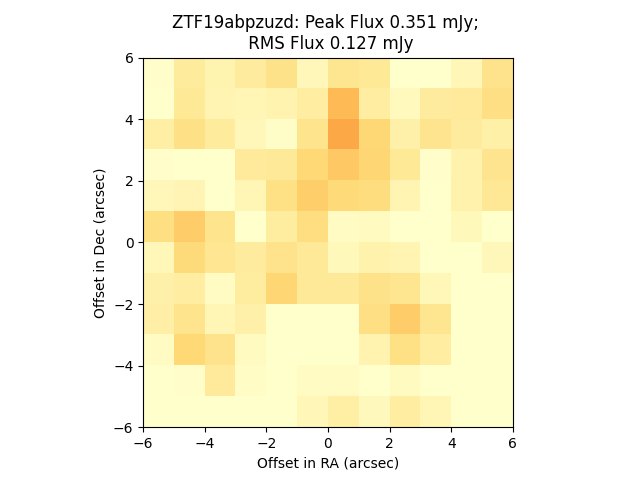 ZTF19abpzuzd: Peak Flux 0.351 mJy;
RMS Flux 0.127 mJy
6
4
2
0
−2
−4
−6
Offset in Dec (arcsec)
−6 −4 −2 0 2 4 6
Offset in RA (arcsec)